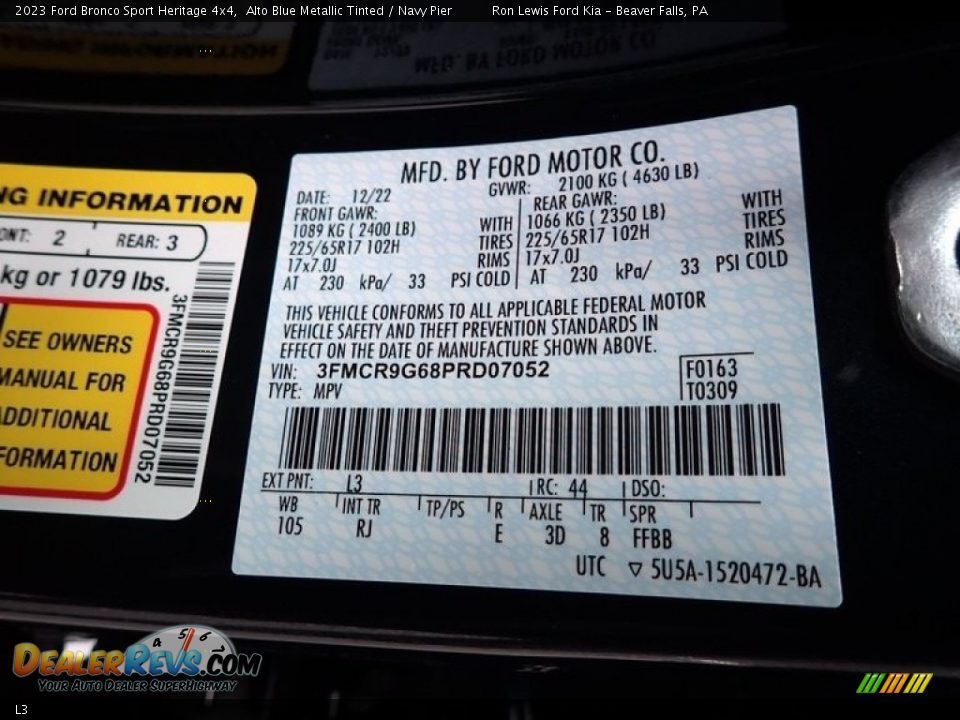 2023 Ford Bronco Sport Heritage 4x4, Alto Blue Metallic Tinted / Navy Pier Ron Lewis Ford Kia - Beaver Falls, PA
NG INFORMATION
ONT: 2 REAR: 3
kg or 1079 lbs.
SEE OWNERS
MANUAL FOR
ADDITIONAL
FORMATION
3FMCR9G68PRD07052
MFD. BY FORD MOTOR CO.
DATE: 12/22 GVWR: 2100 KG ( 4630 LB)
FRONT GAWR: REAR GAWR:
1089 KG ( 2400 LB) WITH 1066 KG ( 2350 LB) WITH
225/65R17 102H TIRES 225/65R17 102H TIRES
17x7.0J RIMS 17x7.0J RIMS
AT 230 kPa/ 33 PSI COLD AT 230 kPa/ 33 PSI COLD
THIS VEHICLE CONFORMS TO ALL APPLICABLE FEDERAL MOTOR
VEHICLE SAFETY AND THEFT PREVENTION STANDARDS IN
EFFECT ON THE DATE OF MANUFACTURE SHOWN ABOVE.
VIN: 3FMCR9G68PRD07052 F0163
TYPE: MPV T0309
EXT PNT: L3 RC: 44 DSO:
WB INT TR TP/PS R AXLE TR SPR
105 RJ E 3D 8 FFBB
UTC ▽ 5U5A-1520472-BA
4 5 6
DEALERREVS.COM
YOUR AUTO DEALER SUPERHIGHWAY
L3